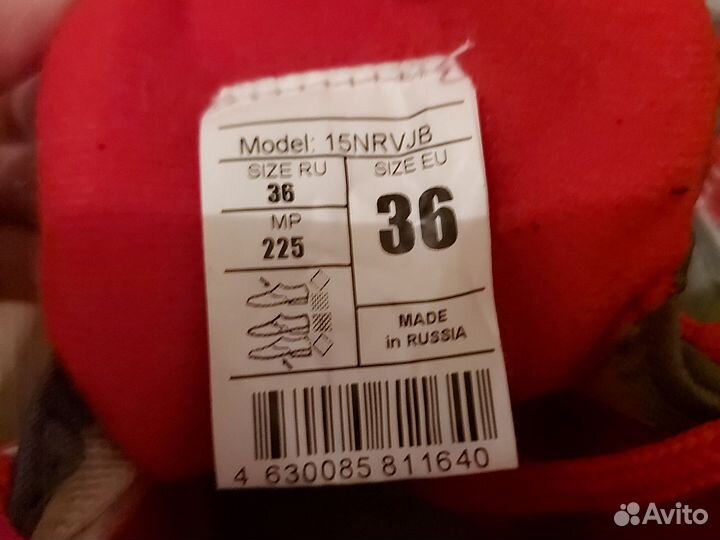 Model: 15NRVJB
SIZE RU
36
MP
225
SIZE EU
36
MADE
in RUSSIA
4 630085 811640
Avito